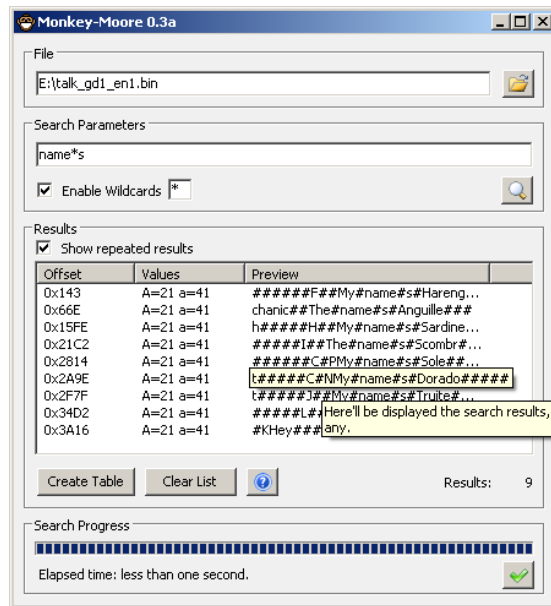 Monkey-Moore 0.3a
File
E:\talk_gd1_en1.bin
Search Parameters
name*s
Enable Wildcards *
Results
Show repeated results
Offset Values Preview
0x143 A=21 a=41 ######F##My#name#s#Hareng...
0x66E A=21 a=41 chanic##The#name#s#Anguille###
0x15FE A=21 a=41 h#####H##My#name#s#Sardine...
0x21C2 A=21 a=41 #####I##The#name#s#Scombr#...
0x2814 A=21 a=41 ######C#PMy#name#s#Sole##...
0x2A9E A=21 a=41 t#####C#NMy#name#s#Dorado#####
0x2F7F A=21 a=41 t#####J##My#name#s#Truite#...
0x34D2 A=21 a=41 #####L## Here'll be displayed the search results,
0x3A16 A=21 a=41 #KHey### any.
Create Table Clear List Results: 9
Search Progress
Elapsed time: less than one second.